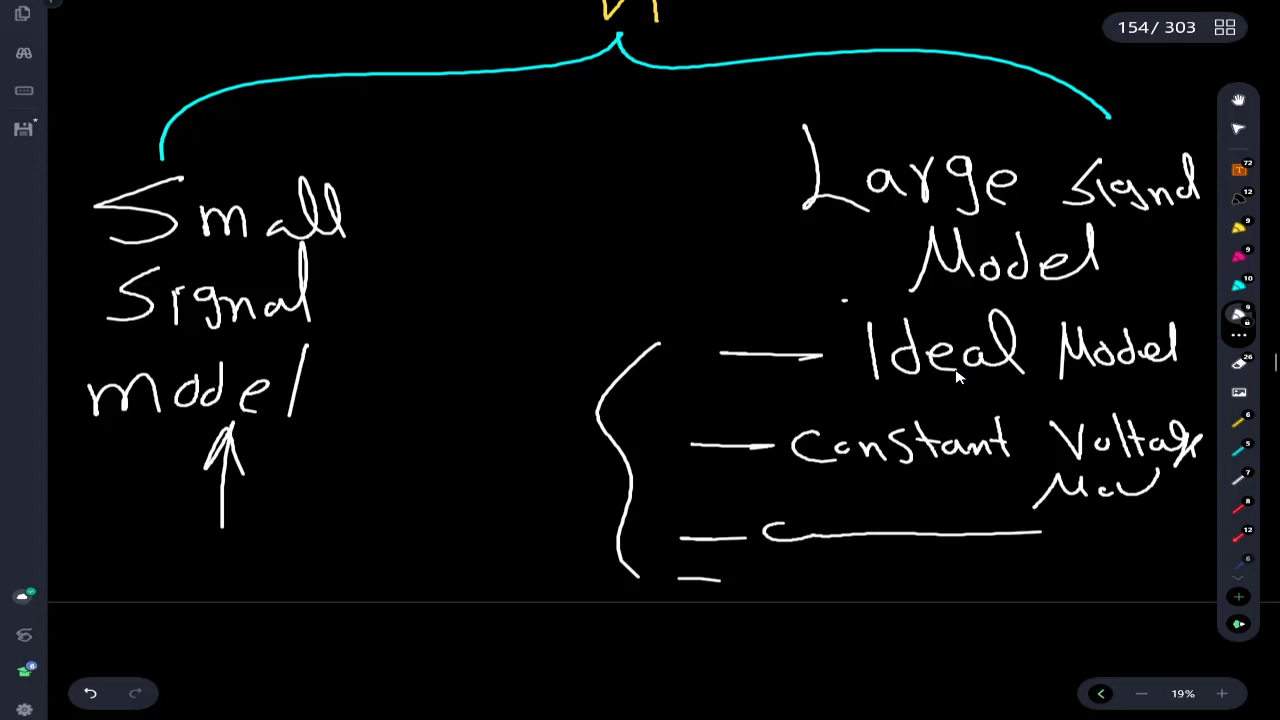 154 / 303
Small
Signal
model
Large Signal
Model
Ideal Model
Constant Voltage
19%